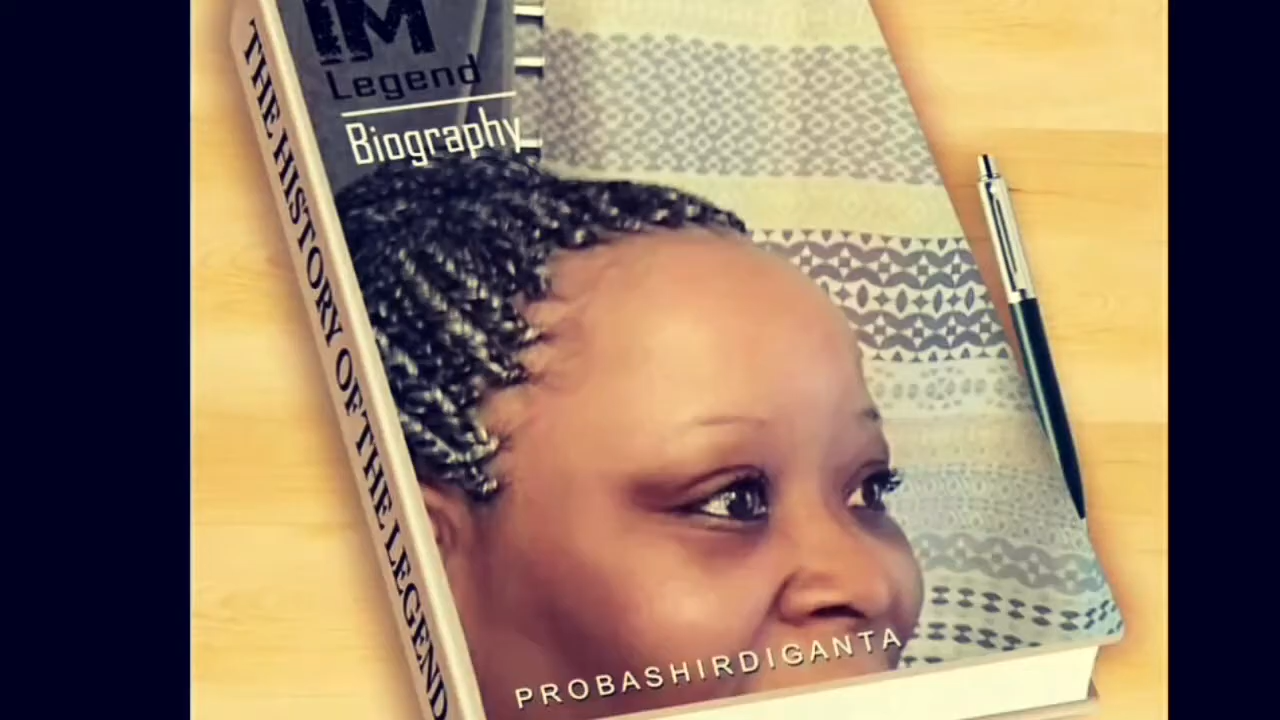 IM
Legend
Biography
THE HISTORY OF THE LEGEND
PROBASHIRDIGANTA